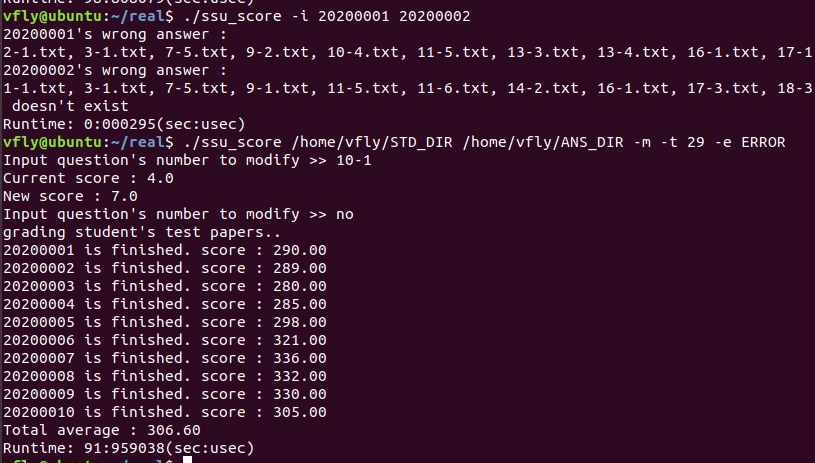 vfly@ubuntu:~/real$ ./ssu_score -i 20200001 20200002
20200001's wrong answer :
2-1.txt, 3-1.txt, 7-5.txt, 9-2.txt, 10-4.txt, 11-5.txt, 13-3.txt, 13-4.txt, 16-1.txt, 17-1
20200002's wrong answer :
1-1.txt, 3-1.txt, 7-5.txt, 9-1.txt, 11-5.txt, 11-6.txt, 14-2.txt, 16-1.txt, 17-3.txt, 18-3
doesn't exist
Runtime: 0:000295(sec:usec)
vfly@ubuntu:~/real$ ./ssu_score /home/vfly/STD_DIR /home/vfly/ANS_DIR -m -t 29 -e ERROR
Input question's number to modify >> 10-1
Current score : 4.0
New score : 7.0
Input question's number to modify >> no
grading student's test papers..
20200001 is finished. score : 290.00
20200002 is finished. score : 289.00
20200003 is finished. score : 280.00
20200004 is finished. score : 285.00
20200005 is finished. score : 298.00
20200006 is finished. score : 321.00
20200007 is finished. score : 336.00
20200008 is finished. score : 332.00
20200009 is finished. score : 330.00
20200010 is finished. score : 305.00
Total average : 306.60
Runtime: 91:959038(sec:usec)
vfly@ubuntu:~/real$